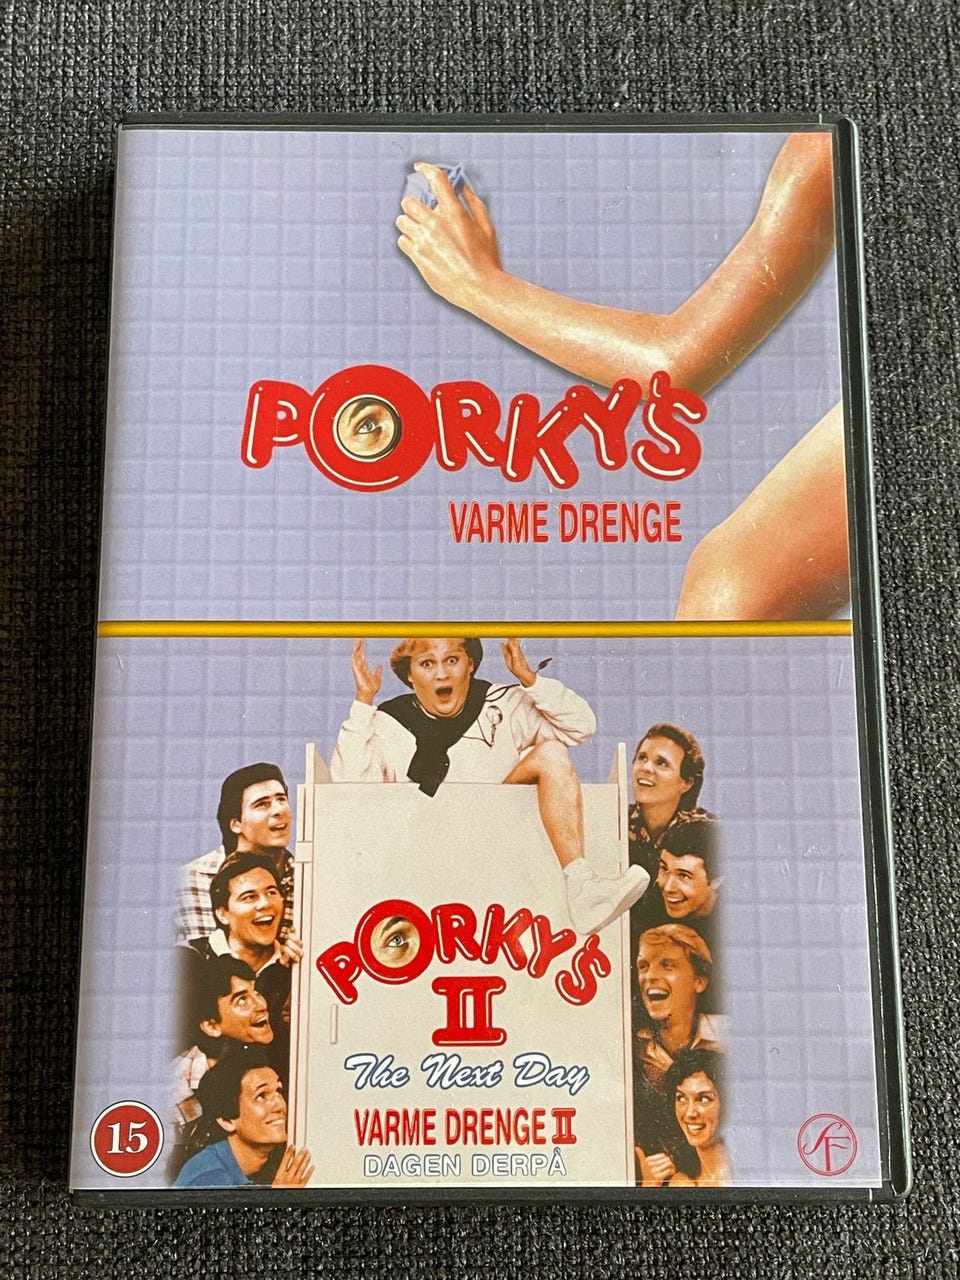 PORKY'S
VARME DRENGE
PORKY'S
II
The Next Day
VARME DRENGE II
DAGEN DERPÅ
15
SF